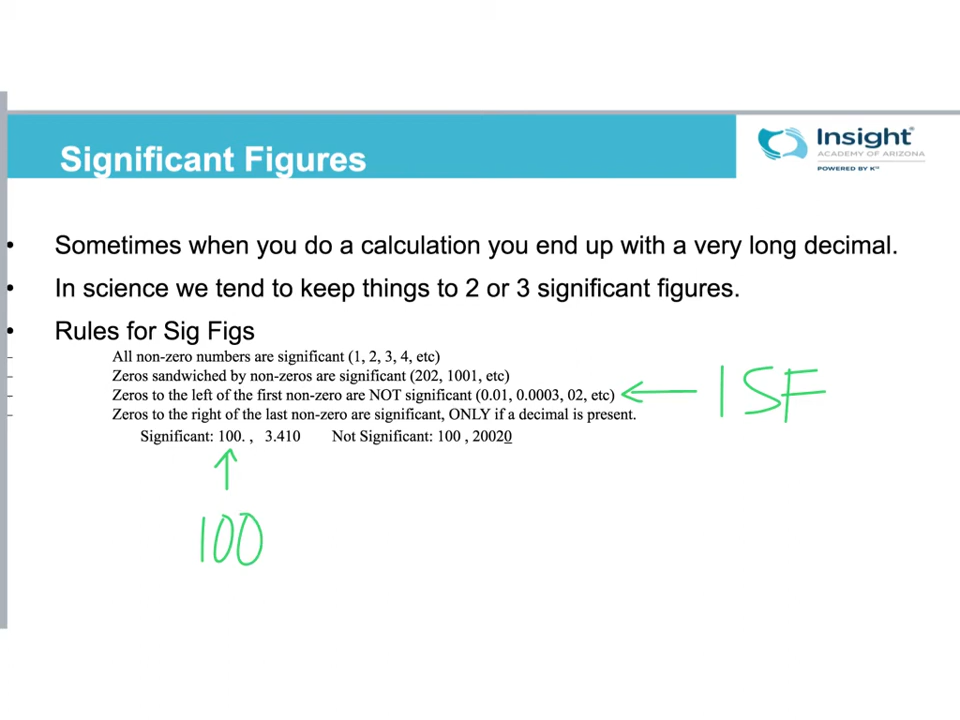 Significant Figures
Insight®
ACADEMY OF ARIZONA
POWERED BY K¹²
• Sometimes when you do a calculation you end up with a very long decimal.
• In science we tend to keep things to 2 or 3 significant figures.
• Rules for Sig Figs
– All non-zero numbers are significant (1, 2, 3, 4, etc)
– Zeros sandwiched by non-zeros are significant (202, 1001, etc)
– Zeros to the left of the first non-zero are NOT significant (0.01, 0.0003, 02, etc) ← 1 SF
– Zeros to the right of the last non-zero are significant, ONLY if a decimal is present.
Significant: 100. , 3.410 Not Significant: 100 , 20020
100